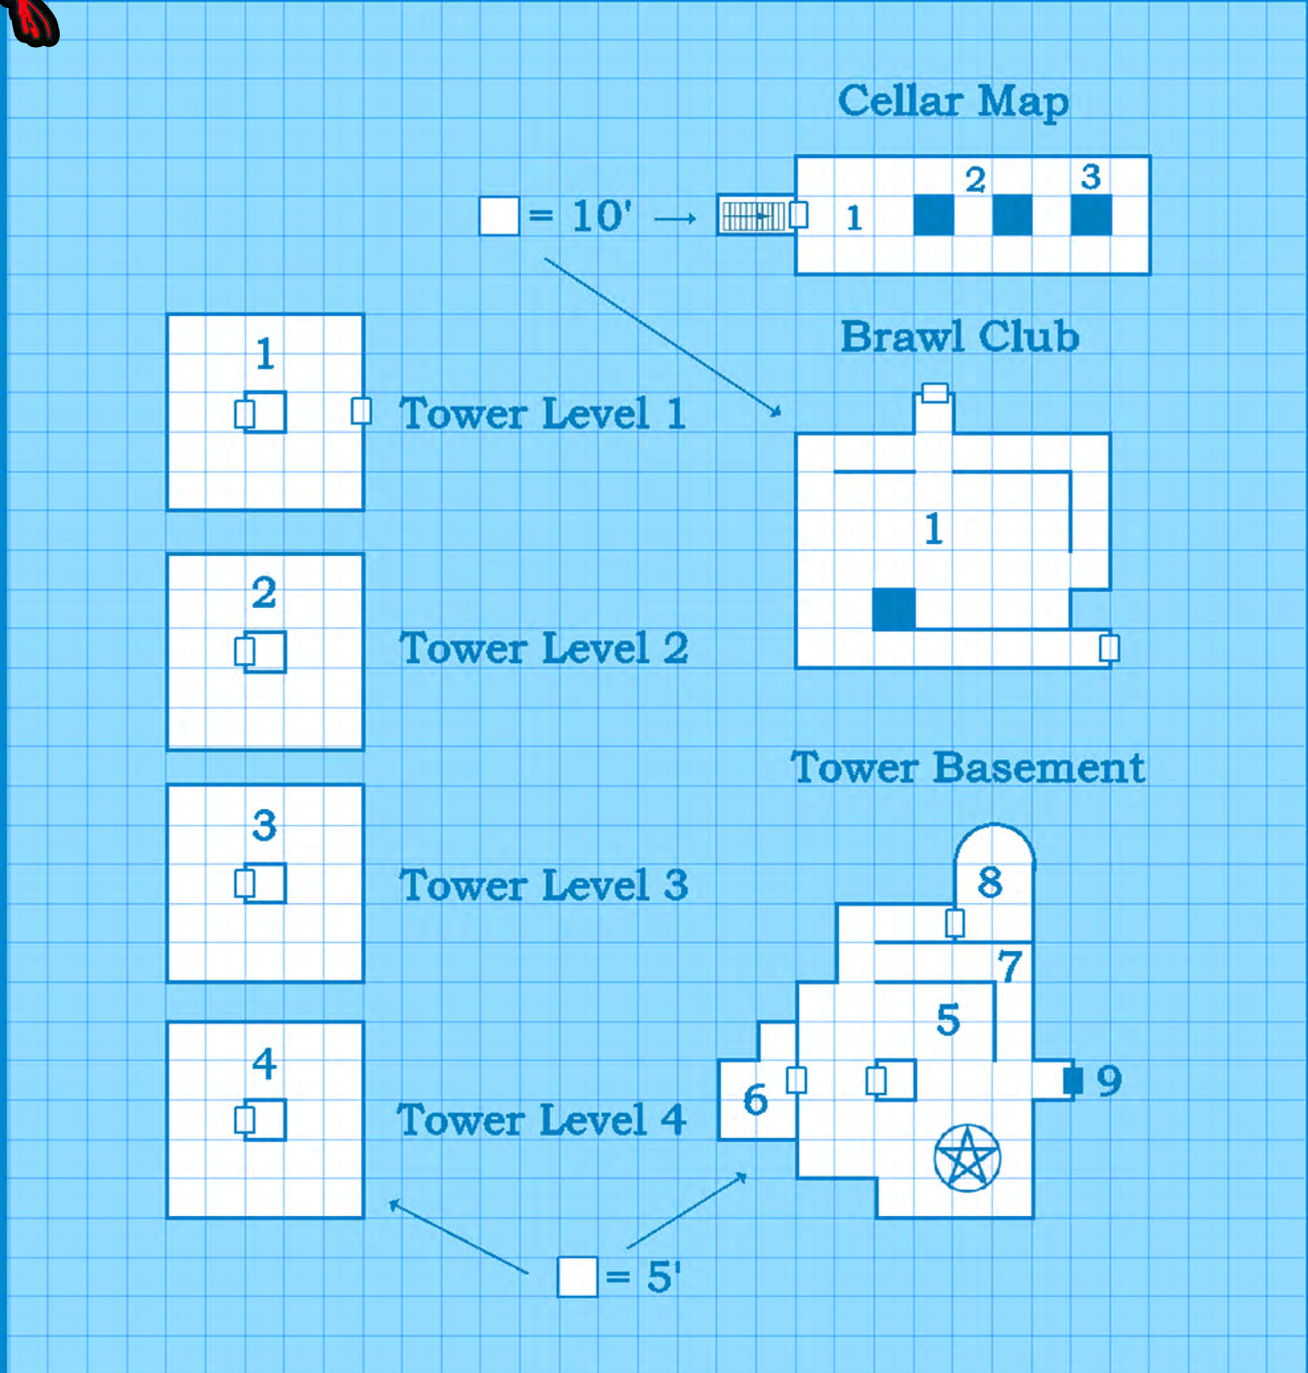 Cellar Map
2 3
= 10'
1
1
Tower Level 1
Brawl Club
1
2
Tower Level 2
Tower Basement
3
Tower Level 3
8
7
5
4
Tower Level 4
6
9
= 5'